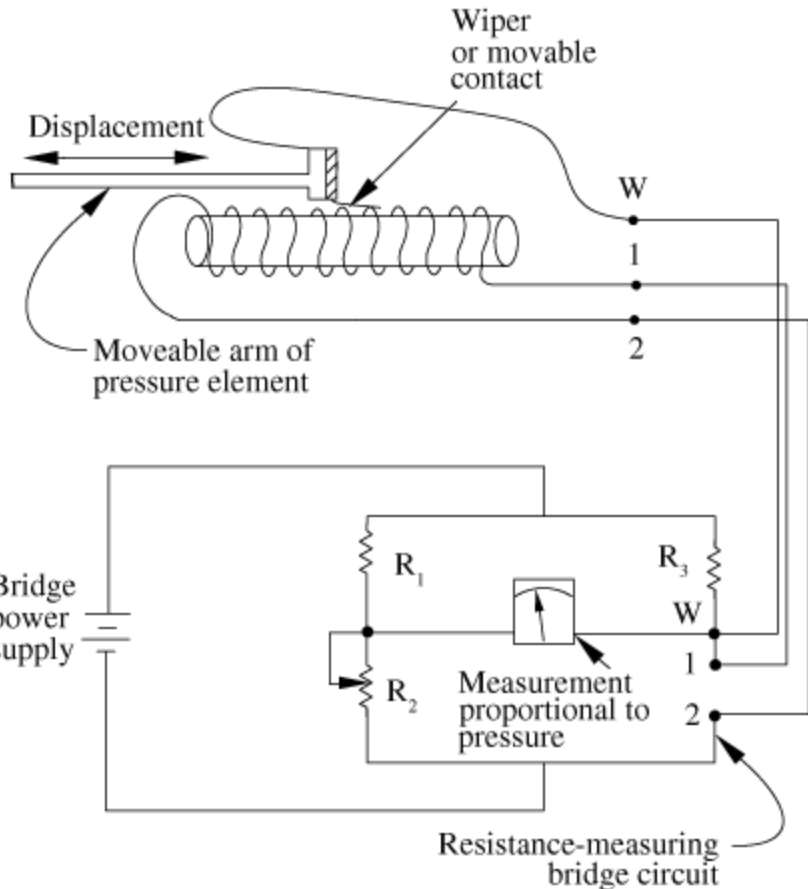 Wiper
or movable
contact
Displacement
W
1
2
Moveable arm of
pressure element
Bridge
power
supply
R1
R3
W
1
R2
2
Measurement
proportional to
pressure
Resistance-measuring
bridge circuit